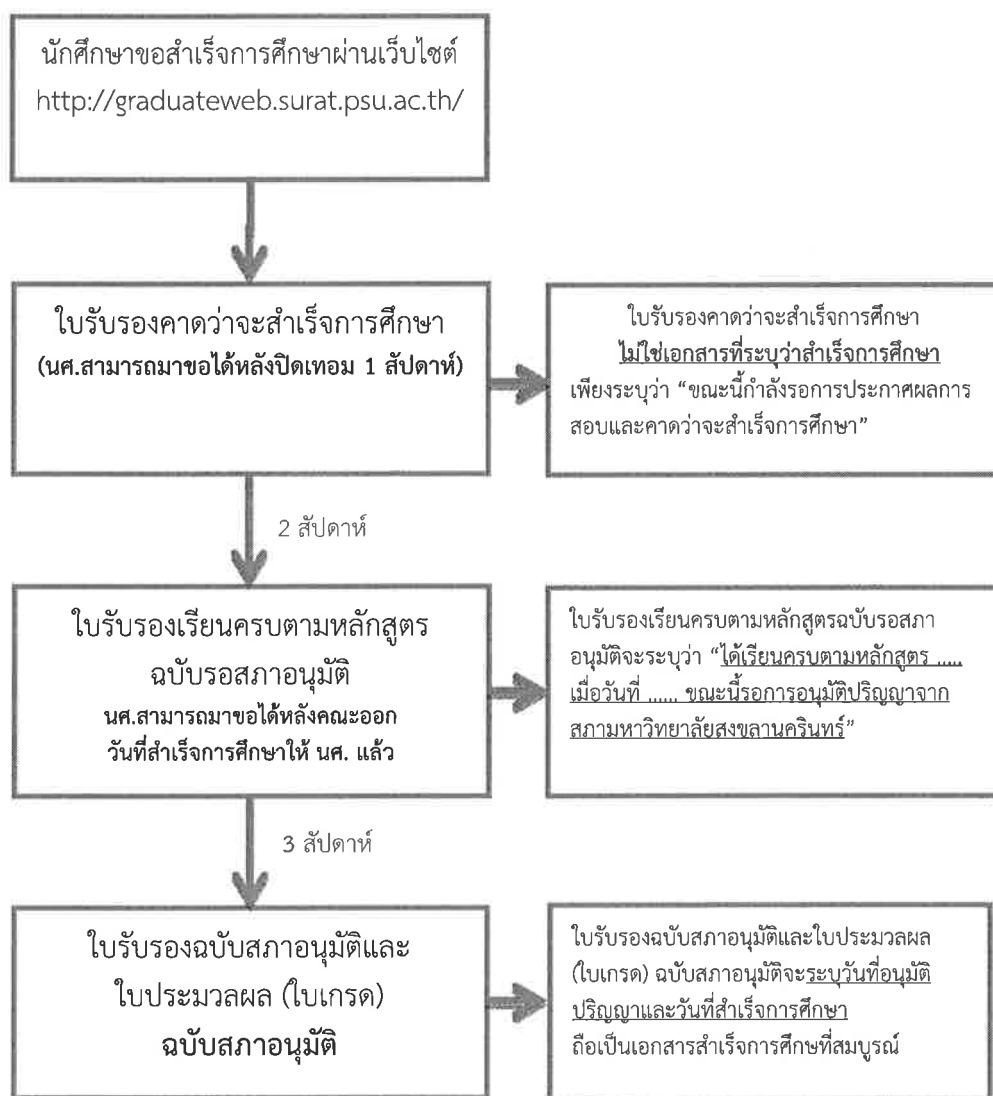 นักศึกษาขอสำเร็จการศึกษาผ่านเว็บไซต์
http://graduateweb.surat.psu.ac.th/
ใบรับรองคาดว่าจะสำเร็จการศึกษา
(นศ.สามารถมาขอได้หลังปิดเทอม 1 สัปดาห์)
ใบรับรองคาดว่าจะสำเร็จการศึกษา
ไม่ใช่เอกสารที่ระบุว่าสำเร็จการศึกษา
เพียงระบุว่า “ขณะนี้กำลังรอการประกาศผลการ
สอบและคาดว่าจะสำเร็จการศึกษา”
2 สัปดาห์
ใบรับรองเรียนครบตามหลักสูตร
ฉบับรอสภาอนุมัติ
นศ.สามารถมาขอได้หลังคณะออก
วันที่สำเร็จการศึกษาให้ นศ. แล้ว
ใบรับรองเรียนครบตามหลักสูตรฉบับรอสภา
อนุมัติจะระบุว่า “ได้เรียนครบตามหลักสูตร .....
เมื่อวันที่ ...... ขณะนี้รอการอนุมัติปริญญาจาก
สภามหาวิทยาลัยสงขลานครินทร์”
3 สัปดาห์
ใบรับรองฉบับสภาอนุมัติและ
ใบประมวลผล (ใบเกรด)
ฉบับสภาอนุมัติ
ใบรับรองฉบับสภาอนุมัติและใบประมวลผล
(ใบเกรด) ฉบับสภาอนุมัติจะระบุวันที่อนุมัติ
ปริญญาและวันที่สำเร็จการศึกษา
ถือเป็นเอกสารสำเร็จการศึกษที่สมบูรณ์